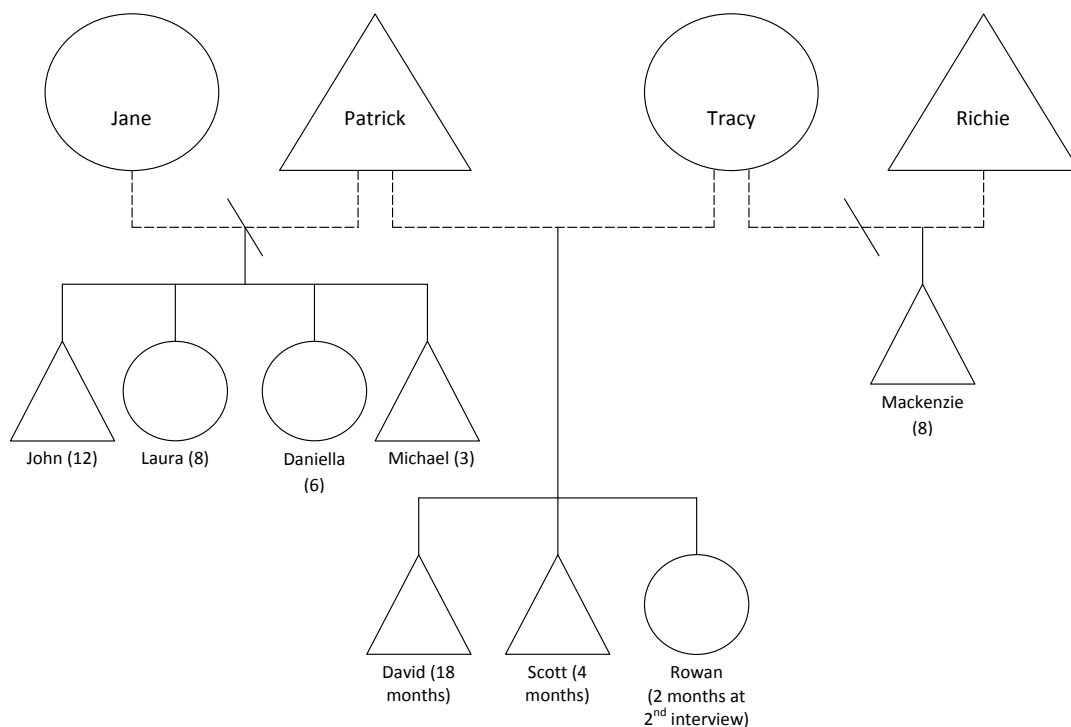 Jane
Patrick
Tracy
Richie
Mackenzie
(8)
John (12)
Laura (8)
Daniella
(6)
Michael (3)
David (18
months)
Scott (4
months)
Rowan
(2 months at
2nd interview)